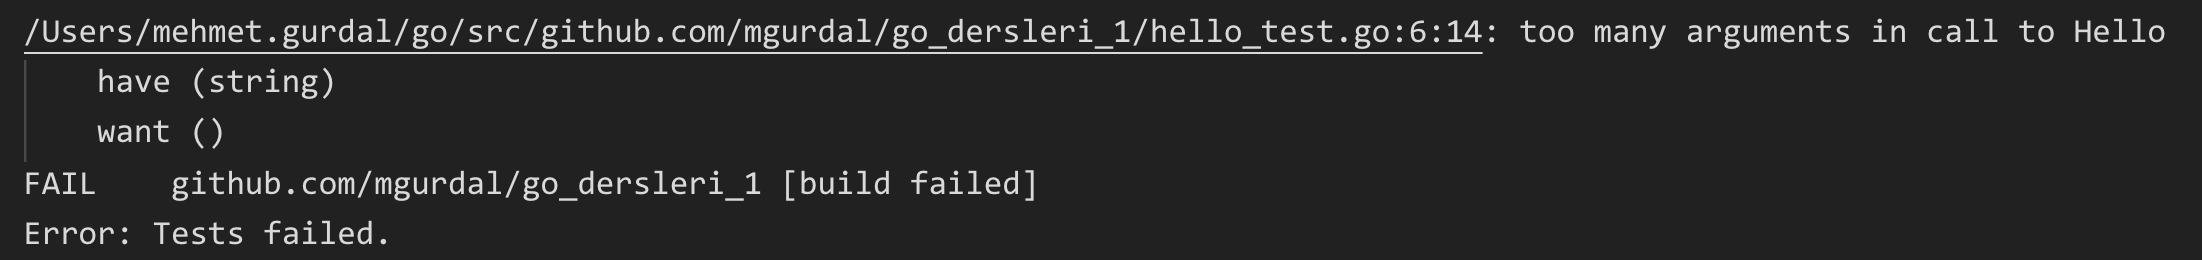 /Users/mehmet.gurdal/go/src/github.com/mgurdal/go_dersleri_1/hello_test.go:6:14: too many arguments in call to Hello
have (string)
want ()
FAIL    github.com/mgurdal/go_dersleri_1 [build failed]
Error: Tests failed.